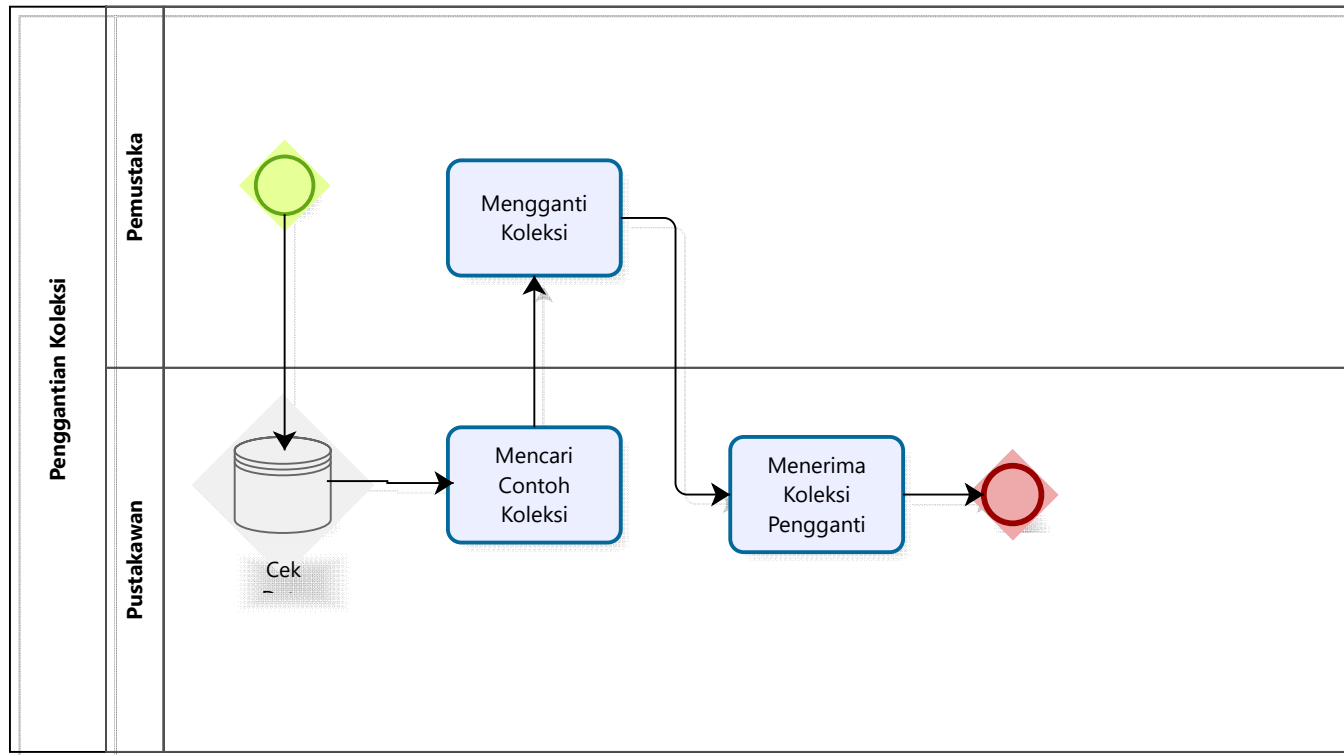 Penggantian Koleksi
Pemustaka
Mengganti
Koleksi
Pustakawan
Cek
Mencari
Contoh
Koleksi
Menerima
Koleksi
Pengganti